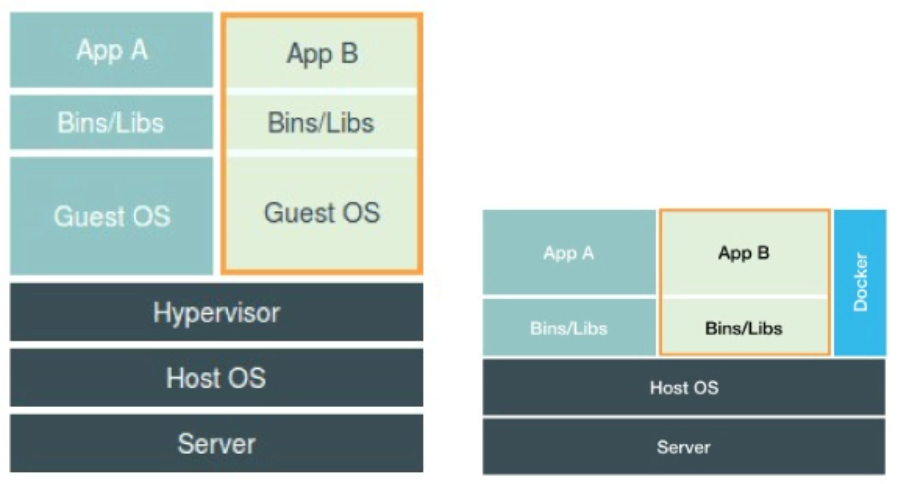 App A
App B
Bins/Libs
Bins/Libs
Guest OS
Guest OS
Hypervisor
Host OS
Server
App A
App B
Docker
Bins/Libs
Bins/Libs
Host OS
Server